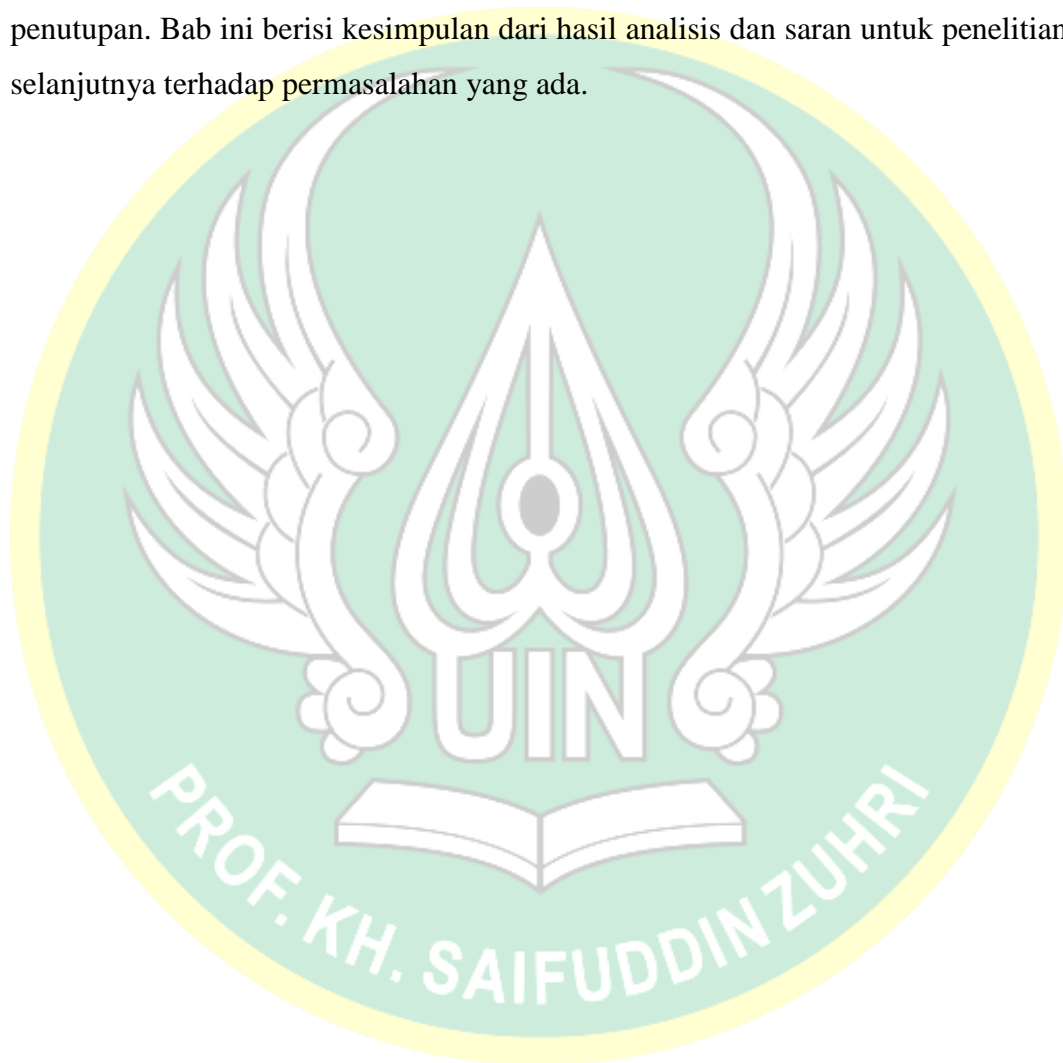 penutupan. Bab ini berisi kesimpulan dari hasil analisis dan saran untuk penelitian
selanjutnya terhadap permasalahan yang ada.
UIN
PROF. KH. SAIFUDDIN ZUHRI